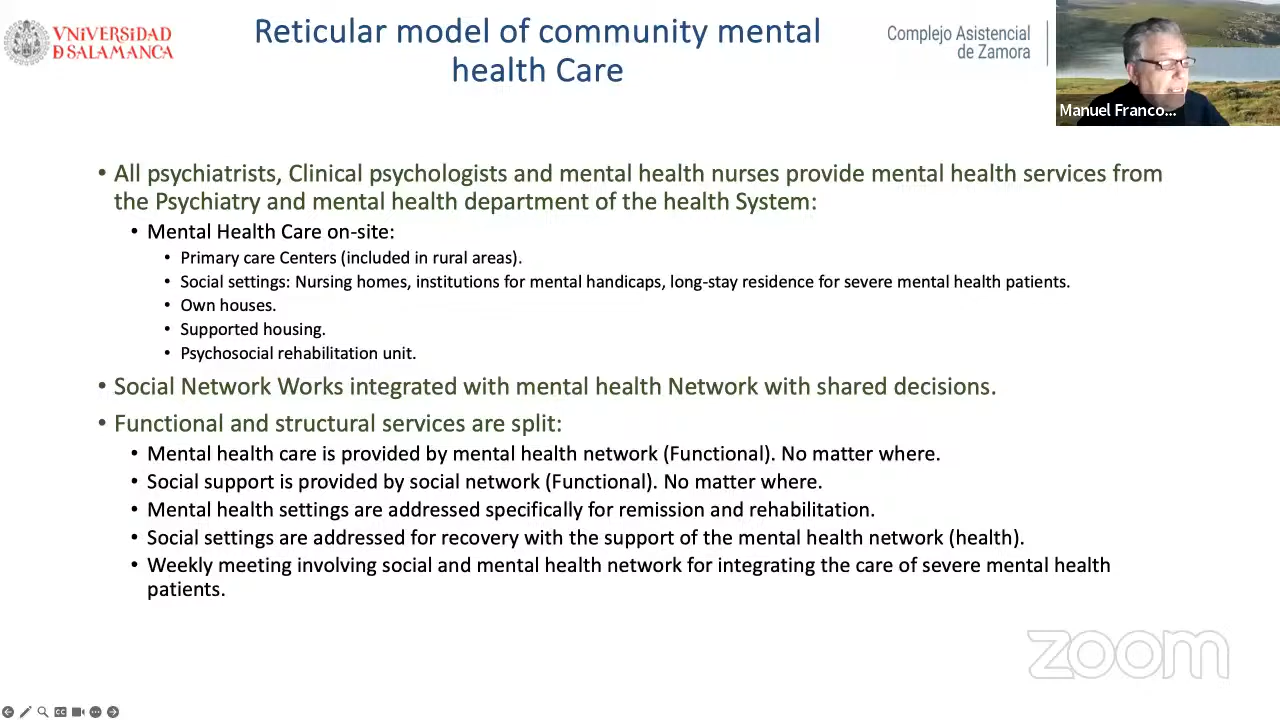 VNiVERSiDAD
D SALAMANCA
Reticular model of community mental
health Care
Complejo Asistencial
de Zamora
Manuel Franco...
• All psychiatrists, Clinical psychologists and mental health nurses provide mental health services from
the Psychiatry and mental health department of the health System:
• Mental Health Care on-site:
• Primary care Centers (included in rural areas).
• Social settings: Nursing homes, institutions for mental handicaps, long-stay residence for severe mental health patients.
• Own houses.
• Supported housing.
• Psychosocial rehabilitation unit.
• Social Network Works integrated with mental health Network with shared decisions.
• Functional and structural services are split:
• Mental health care is provided by mental health network (Functional). No matter where.
• Social support is provided by social network (Functional). No matter where.
• Mental health settings are addressed specifically for remission and rehabilitation.
• Social settings are addressed for recovery with the support of the mental health network (health).
• Weekly meeting involving social and mental health network for integrating the care of severe mental health
patients.
zoom